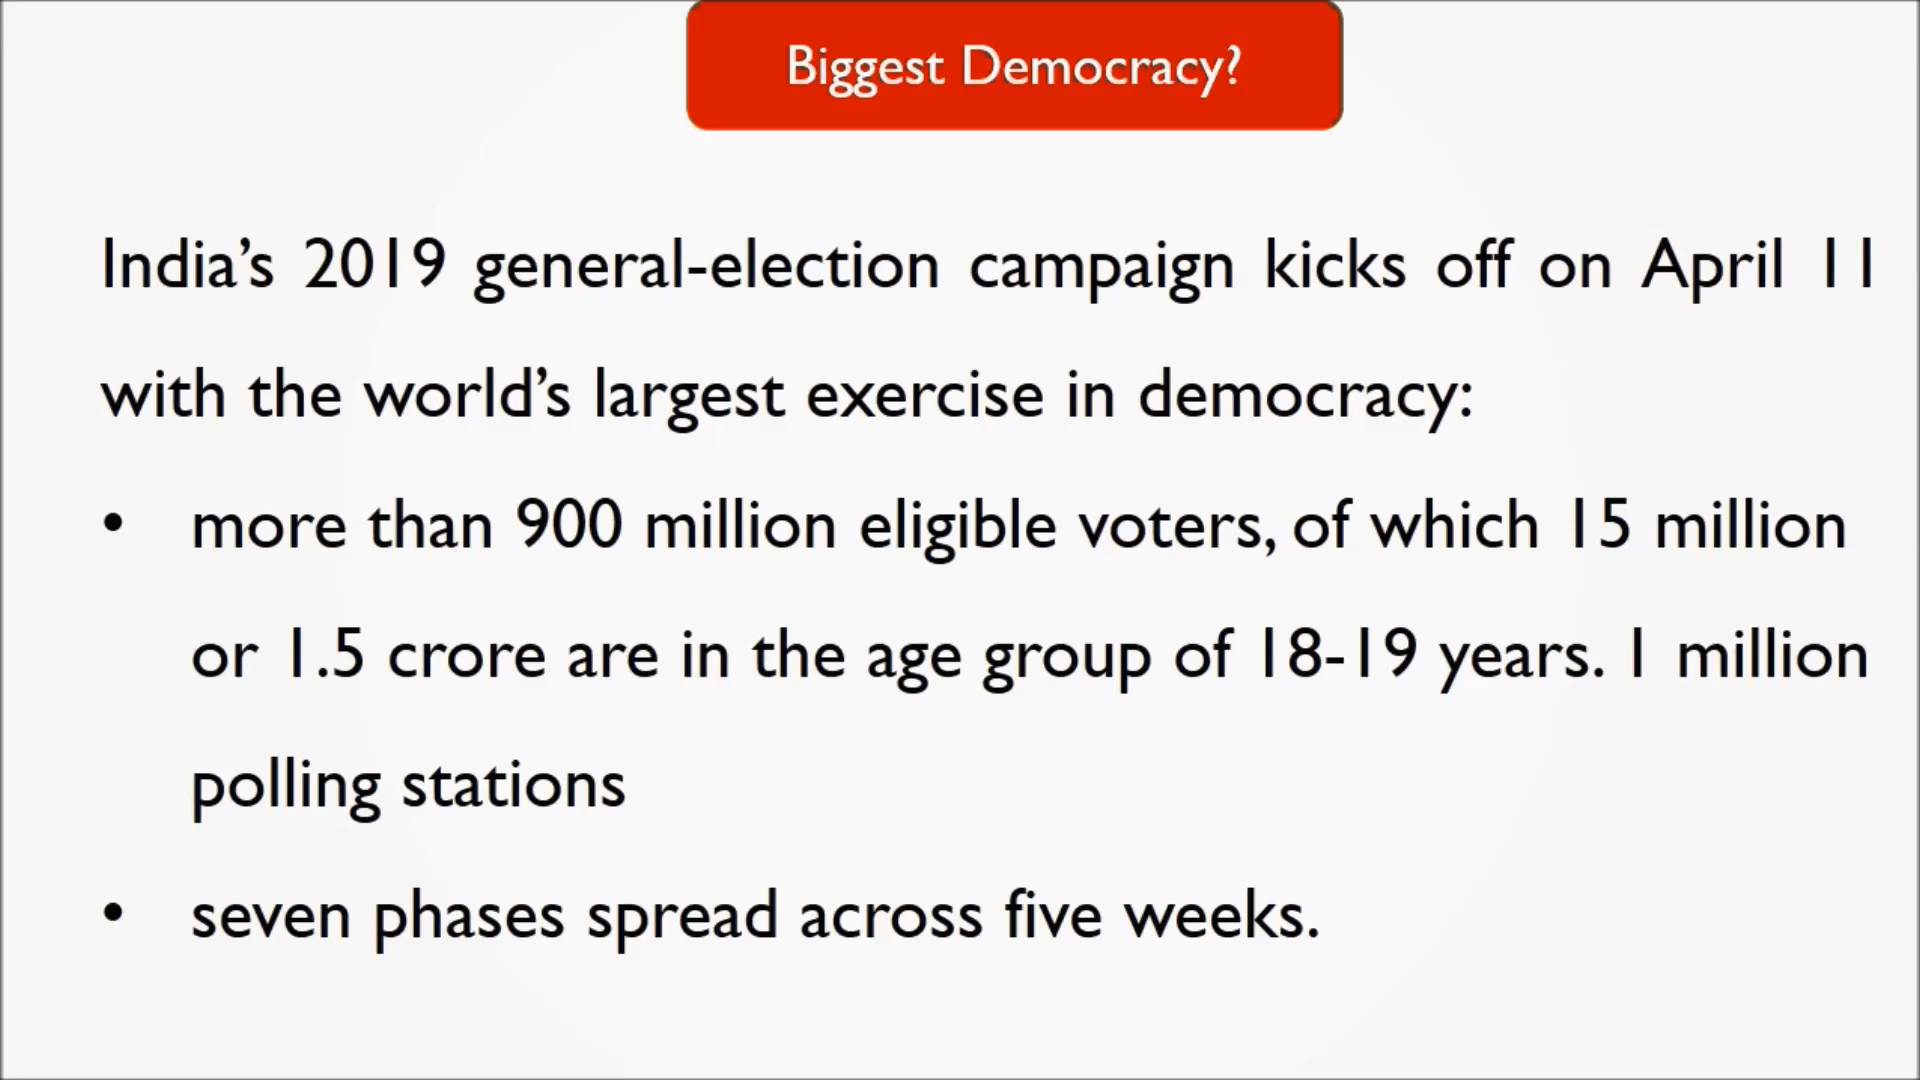 Biggest Democracy?
India’s 2019 general-election campaign kicks off on April 11
with the world’s largest exercise in democracy:
• more than 900 million eligible voters, of which 15 million
or 1.5 crore are in the age group of 18-19 years. 1 million
polling stations
• seven phases spread across five weeks.